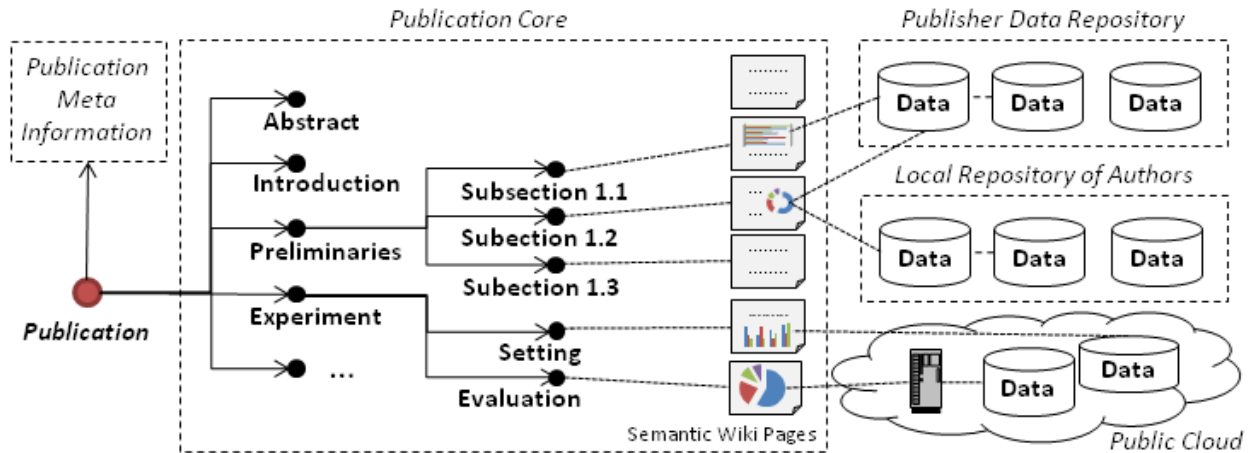 Publication Core
Publisher Data Repository
Publication
Meta
Information
Abstract
Introduction
Preliminaries
Experiment
...
Publication
Subsection 1.1
Subection 1.2
Subection 1.3
Setting
Evaluation
Semantic Wiki Pages
Data
Data
Data
Local Repository of Authors
Data
Data
Data
Data
Data
Public Cloud